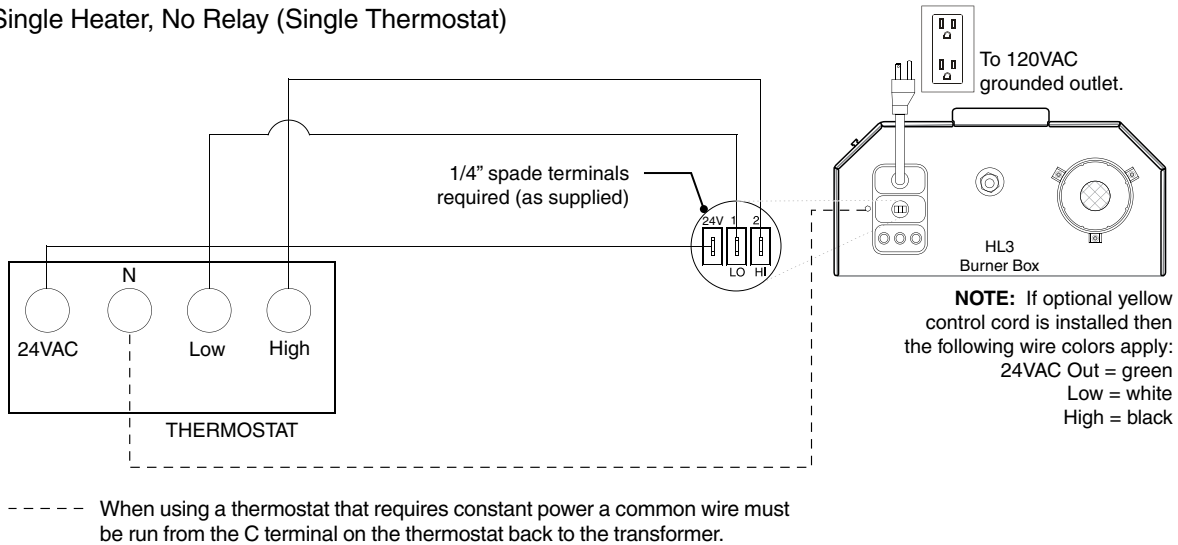 Single Heater, No Relay (Single Thermostat)
To 120VAC
grounded outlet.
1/4” spade terminals
required (as supplied)
24V 1 2
LO HI
HL3
Burner Box
N
24VAC Low High
THERMOSTAT
NOTE: If optional yellow
control cord is installed then
the following wire colors apply:
24VAC Out = green
Low = white
High = black
When using a thermostat that requires constant power a common wire must
be run from the C terminal on the thermostat back to the transformer.